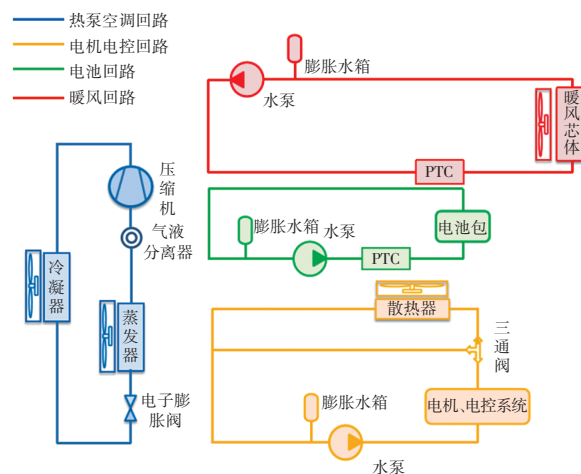 热泵空调回路
电机电控回路
电池回路
暖风回路
膨胀水箱
水泵
暖风芯体
PTC
压缩机
气液
分离器
冷凝器
蒸发器
电子膨
胀阀
膨胀水箱
水泵
电池包
PTC
散热器
三通阀
膨胀水箱
电机、电控系统
水泵